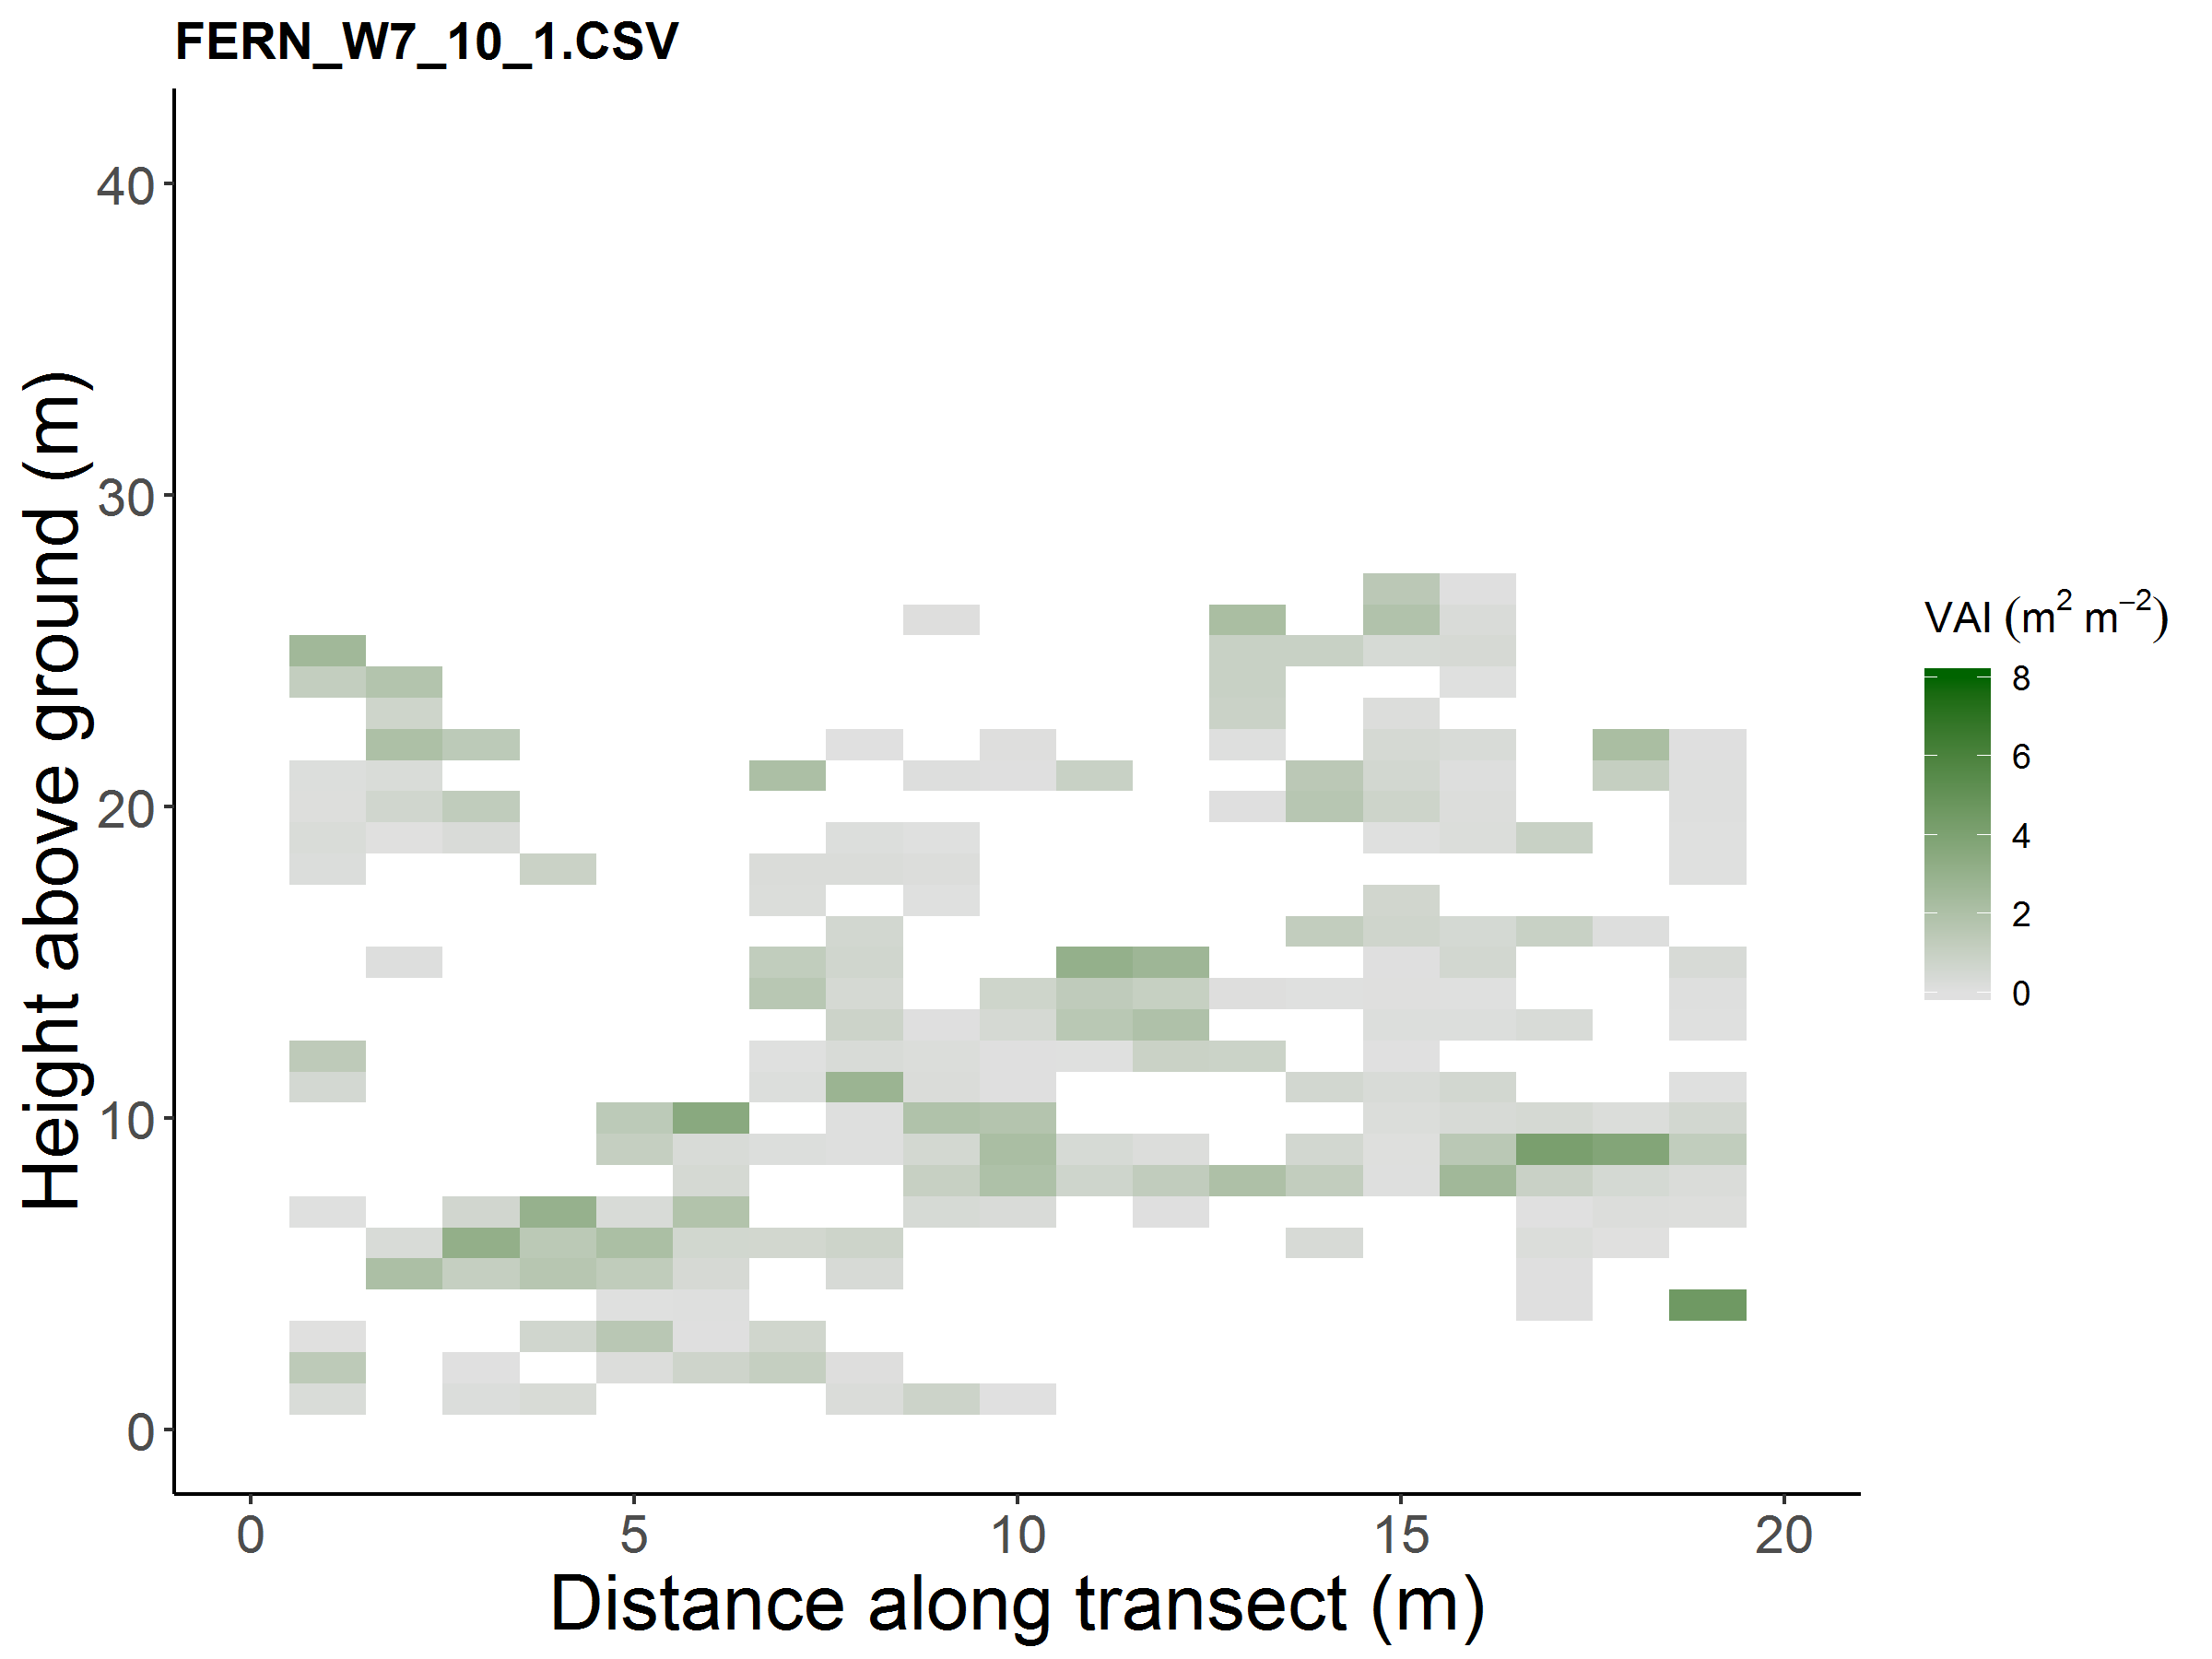 FERN_W7_10_1.CSV
Height above ground (m)
40
30
20
10
0
0 5 10 15 20
Distance along transect (m)
VAI (m² m⁻²)
8
6
4
2
0